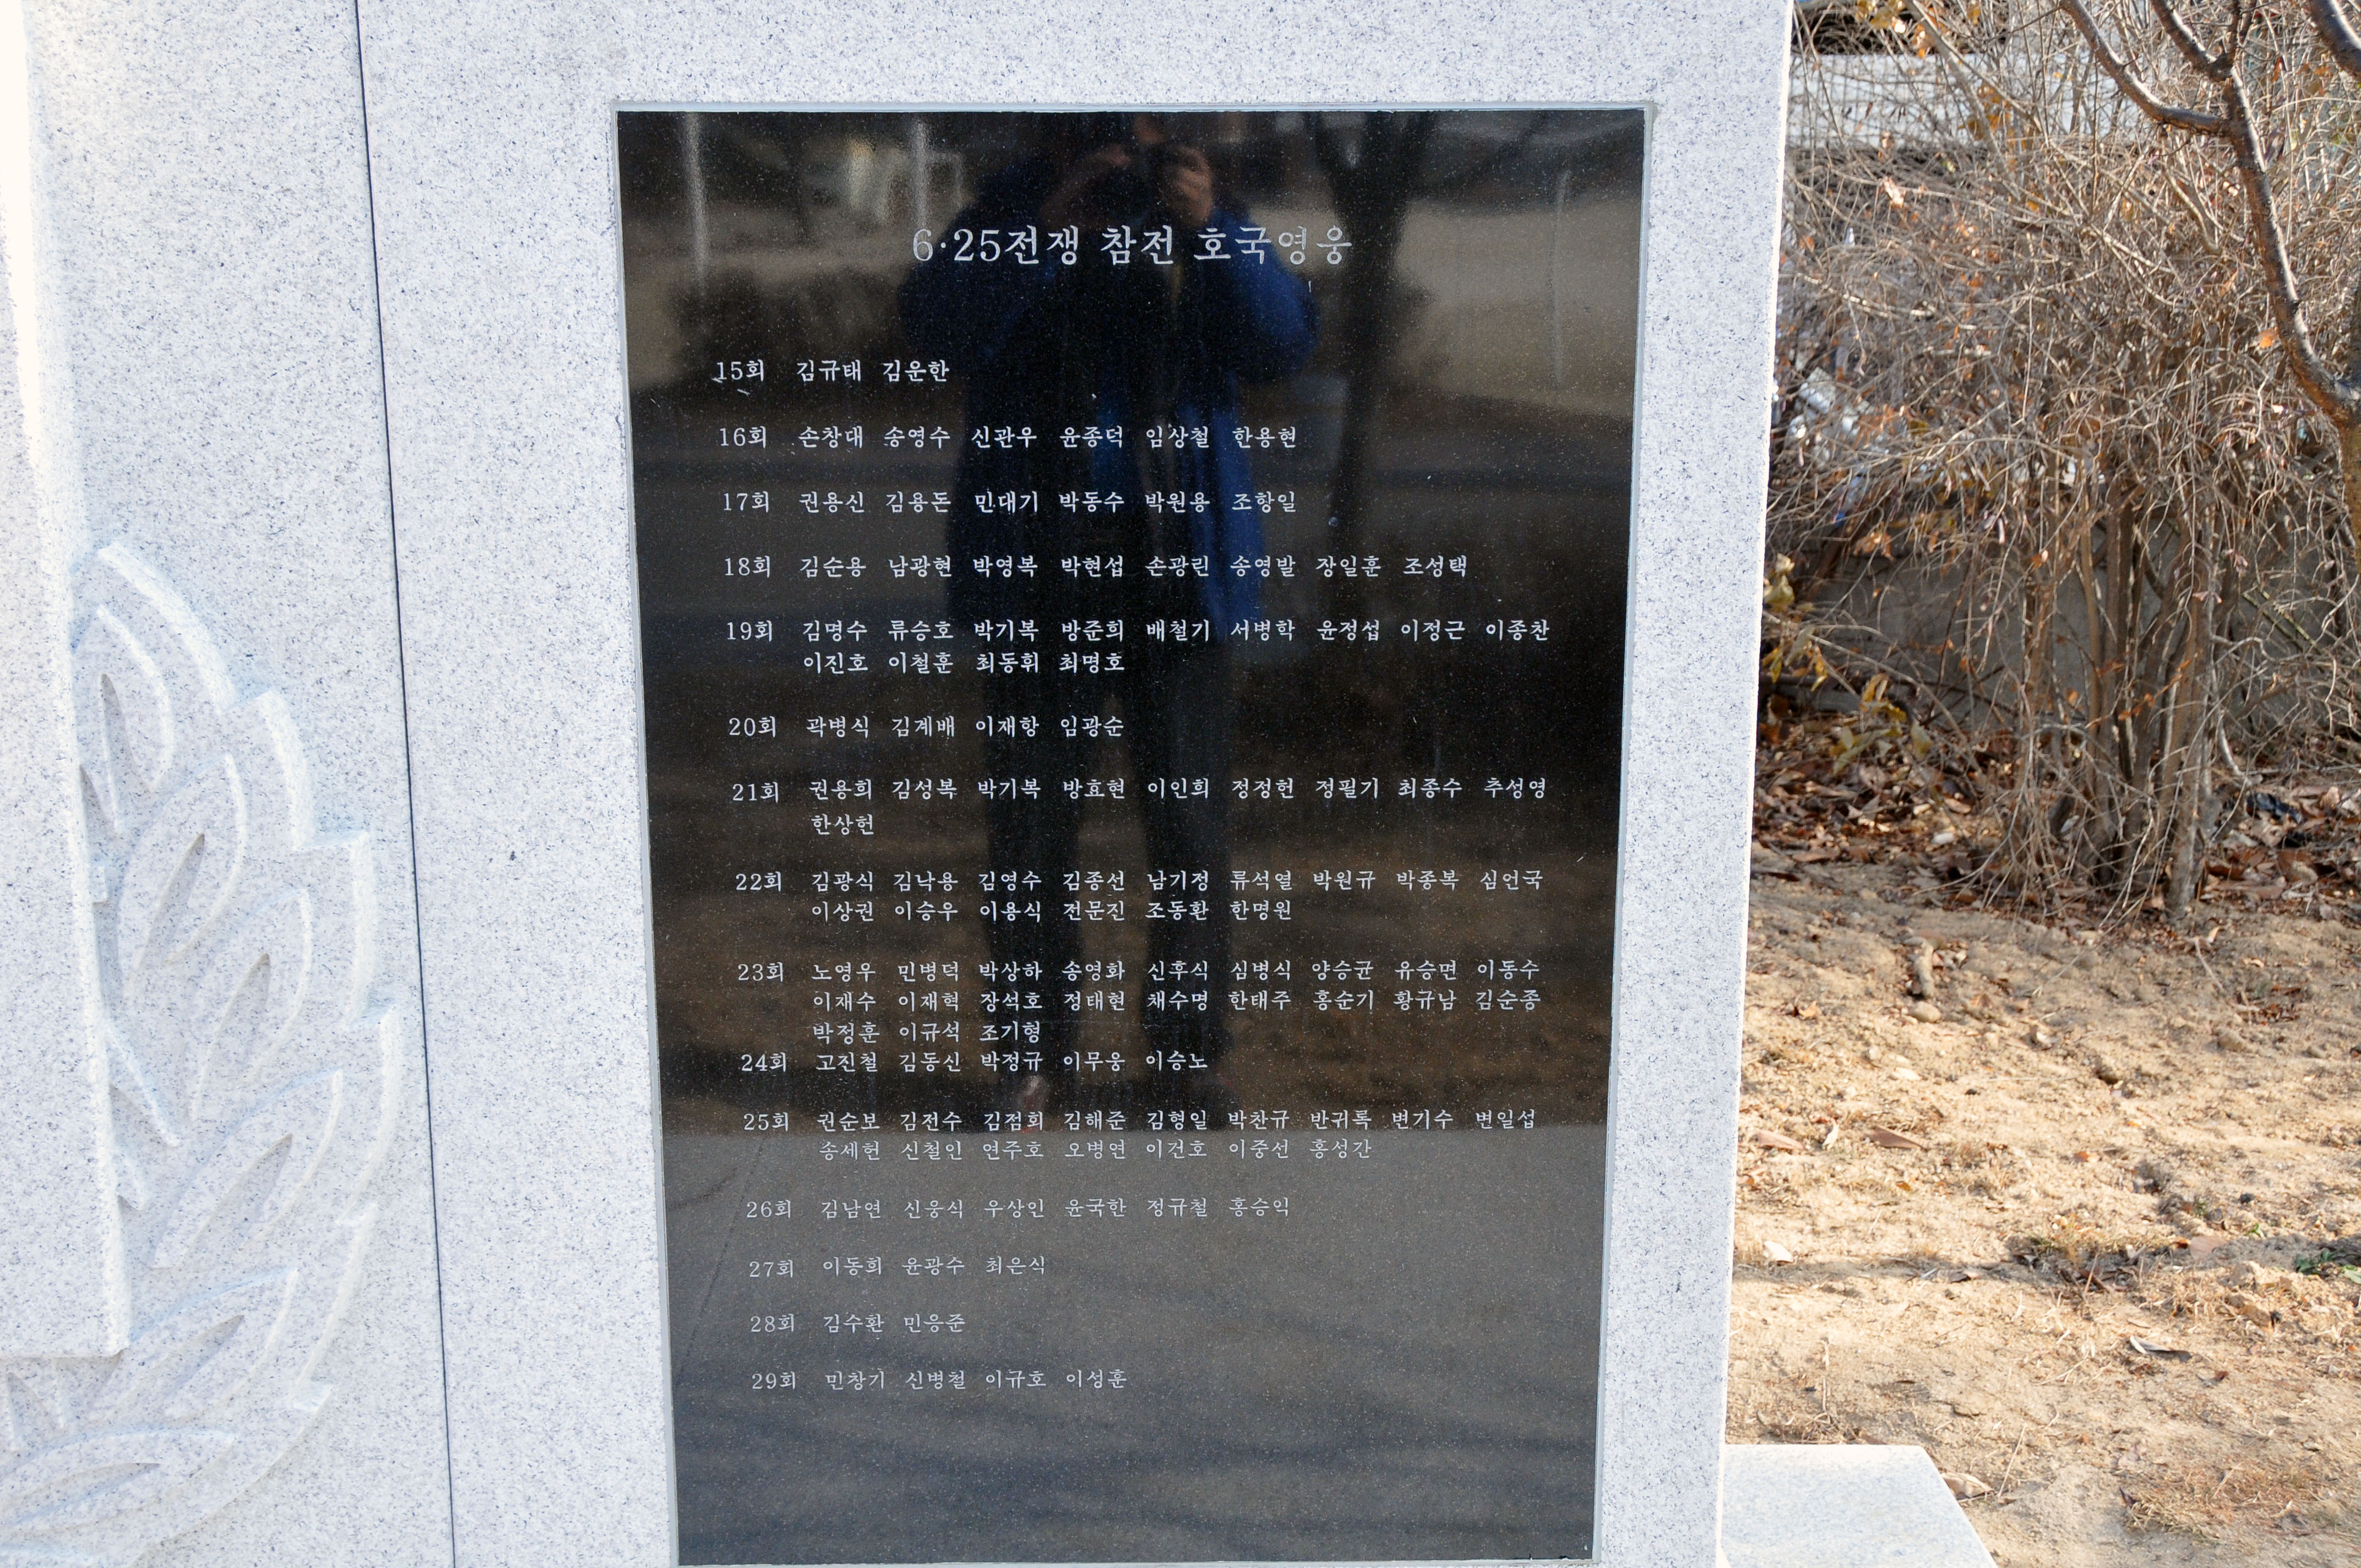 6·25전쟁 참전 호국영웅
15회 김규태 김운한
16회 손창대 송영수 신관우 윤종덕 임상철 한용현
17회 권용신 김용돈 민대기 박동수 박원용 조항일
18회 김순용 남광현 박영복 박현섭 손광린 송영발 장일훈 조성택
19회 김명수 류승호 박기복 방준희 배철기 서병학 윤정섭 이정근 이종찬
이진호 이철훈 최동휘 최명호
20회 곽병식 김계배 이재항 임광순
21회 권용희 김성복 박기복 방효현 이인희 정정헌 정필기 최종수 추성영
한상헌
22회 김광식 김낙용 김영수 김종선 남기정 류석열 박원규 박종복 심언국
이상권 이승우 이용식 전문진 조동환 한명원
23회 노영우 민병덕 박상하 송영화 신후식 심병식 양승균 유승면 이동수
이재수 이재혁 장석호 정태현 채수명 한태주 홍순기 황규남 김순종
박정훈 이규석 조기형
24회 고진철 김동신 박정규 이무웅 이승노
25회 권순보 김전수 김점회 김해준 김형일 박찬규 반귀록 변기수 변일섭
송세헌 신철인 연주호 오병연 이건호 이중선 홍성간
26회 김남연 신웅식 우상인 윤국한 정규철 홍승익
27회 이동희 윤광수 최은식
28회 김수환 민응준
29회 민창기 신병철 이규호 이성훈